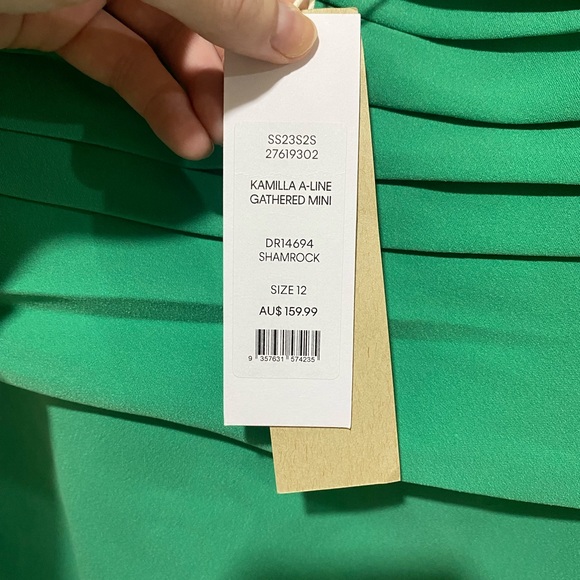 SS23S2S
27619302
KAMILLA A-LINE
GATHERED MINI
DR14694
SHAMROCK
SIZE 12
AU$ 159.99
9 357631 574235